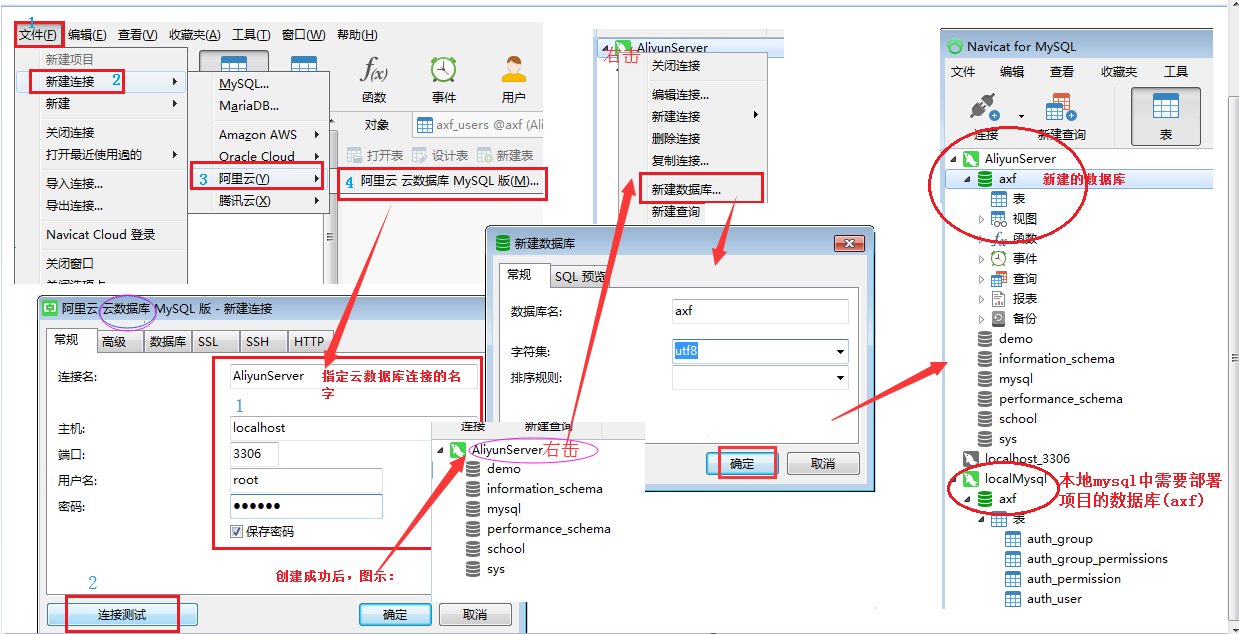 1
文件(F) 编辑(E) 查看(V) 收藏夹(A) 工具(T) 窗口(W) 帮助(H)
新建项目
新建连接 2
新建
关闭连接
打开最近使用过的
导入连接...
导出连接...
Navicat Cloud 登录
关闭窗口
MySQL...
MariaDB...
Amazon AWS
Oracle Cloud
3 阿里云(Y)
腾讯云(X)
4 阿里云 云数据库 MySQL 版(M)...
f(x)
函数
事件
用户
对象
axf_users @axf (Ali
打开表 设计表 新建表
阿里云 云数据库 MySQL 版 - 新建连接
常规 高级 数据库 SSL SSH HTTP
连接名:
AliyunServer
指定云数据库连接的名
字
1
主机:
localhost
端口:
3306
用户名:
root
密码:
●●●●●●
保存密码
创建成功后，图示：
2
连接测试
确定
取消
连接 新建查询
AliyunServer 右击
demo
information_schema
mysql
performance_schema
school
sys
AliyunServer
右击
关闭连接
编辑连接...
新建连接
删除连接
复制连接...
新建数据库...
新建查询
新建数据库
常规 SQL 预览
数据库名:
axf
字符集:
utf8
排序规则:
确定
取消
Navicat for MySQL
文件 编辑 查看 收藏夹 工具
连接
新建查询
表
AliyunServer
axf 新建的数据库
表
视图
函数
事件
查询
报表
备份
demo
information_schema
mysql
performance_schema
school
sys
localhost_3306
localMysql
本地mysql中需要部署
项目的数据库(axf)
axf
表
auth_group
auth_group_permissions
auth_permission
auth_user